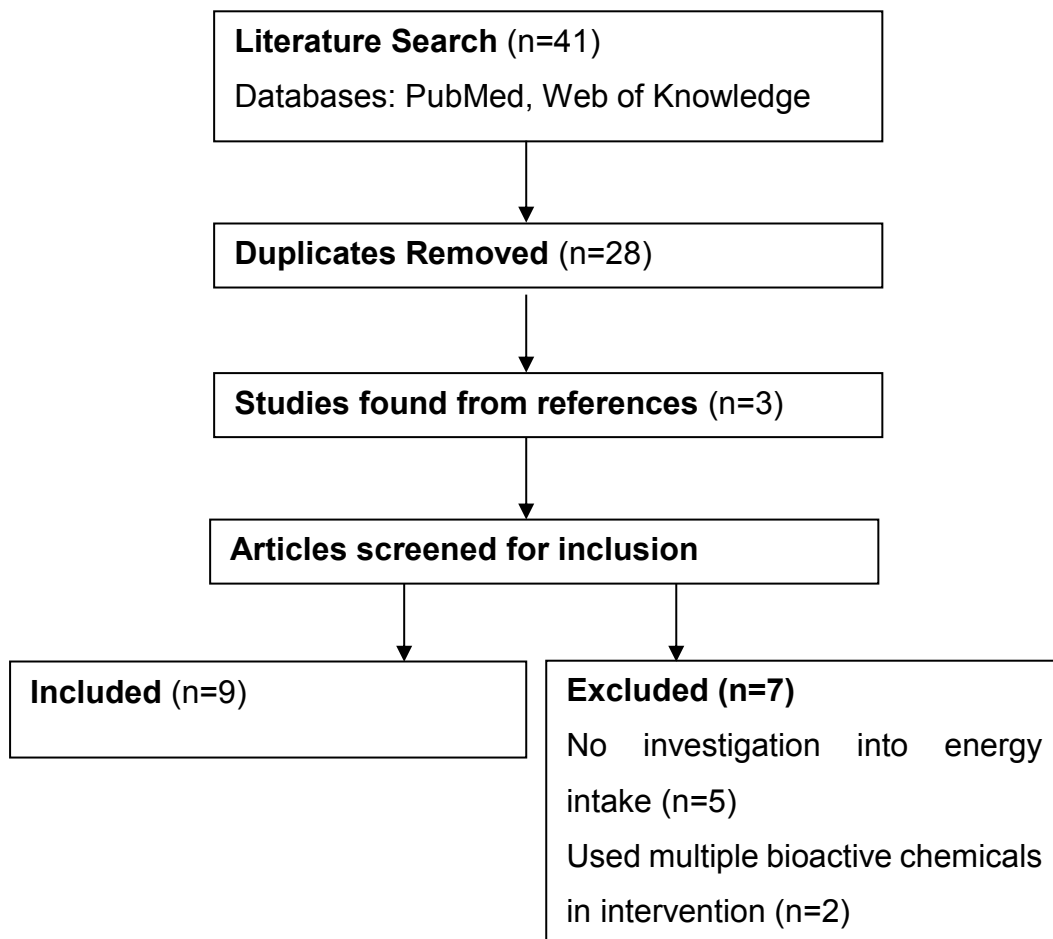 Literature Search (n=41)
Databases: PubMed, Web of Knowledge
Duplicates Removed (n=28)
Studies found from references (n=3)
Articles screened for inclusion
Included (n=9)
Excluded (n=7)
No investigation into energy
intake (n=5)
Used multiple bioactive chemicals
in intervention (n=2)